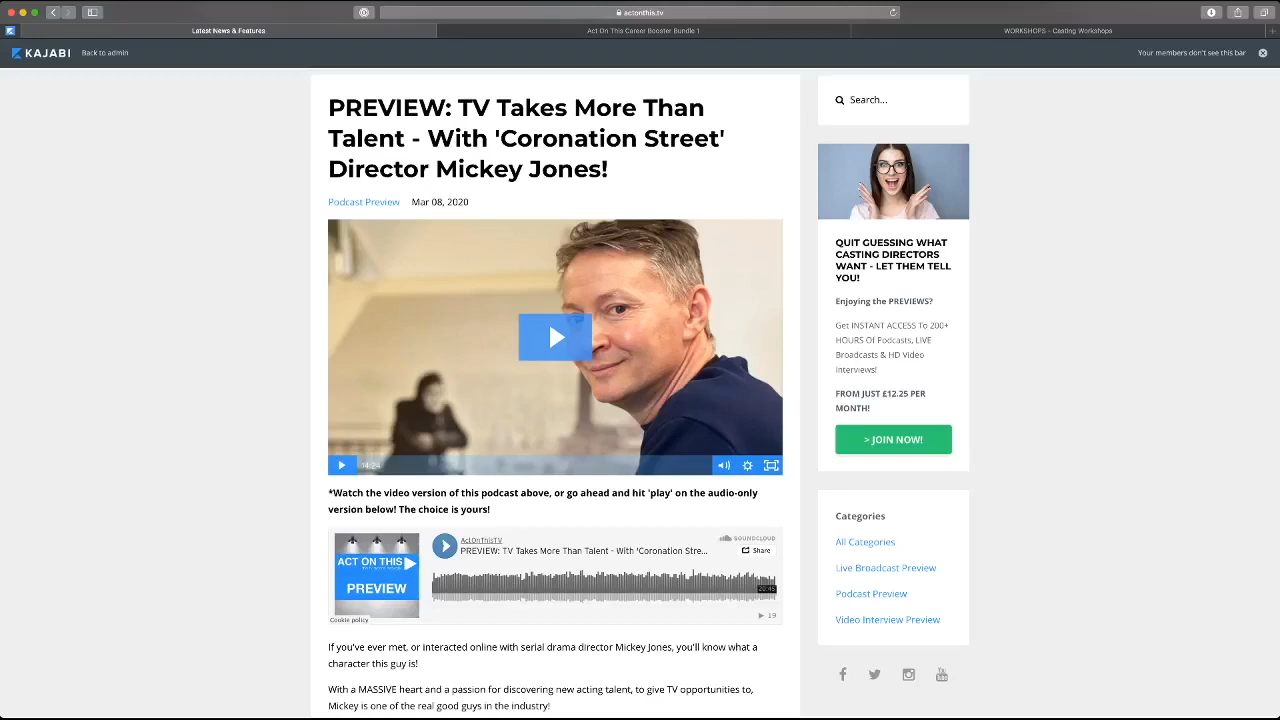 actonthis.tv
Latest News & Features
Act On This Career Booster Bundle 1
WORKSHOPS - Casting Workshops
KAJABI
Back to admin
Your members don't see this bar
PREVIEW: TV Takes More Than
Talent - With 'Coronation Street'
Director Mickey Jones!
Podcast Preview Mar 08, 2020
14:24
*Watch the video version of this podcast above, or go ahead and hit 'play' on the audio-only
version below! The choice is yours!
ACT ON THIS
PREVIEW
Cookie policy
ActOnThisTV
PREVIEW: TV Takes More Than Talent - With 'Coronation Stre...
SOUNDCLOUD
Share
20:45
19
If you've ever met, or interacted online with serial drama director Mickey Jones, you'll know what a
character this guy is!
With a MASSIVE heart and a passion for discovering new acting talent, to give TV opportunities to,
Mickey is one of the real good guys in the industry!
Search...
QUIT GUESSING WHAT
CASTING DIRECTORS
WANT - LET THEM TELL
YOU!
Enjoying the PREVIEWS?
Get INSTANT ACCESS To 200+
HOURS Of Podcasts, LIVE
Broadcasts & HD Video
Interviews!
FROM JUST £12.25 PER
MONTH!
> JOIN NOW!
Categories
All Categories
Live Broadcast Preview
Podcast Preview
Video Interview Preview